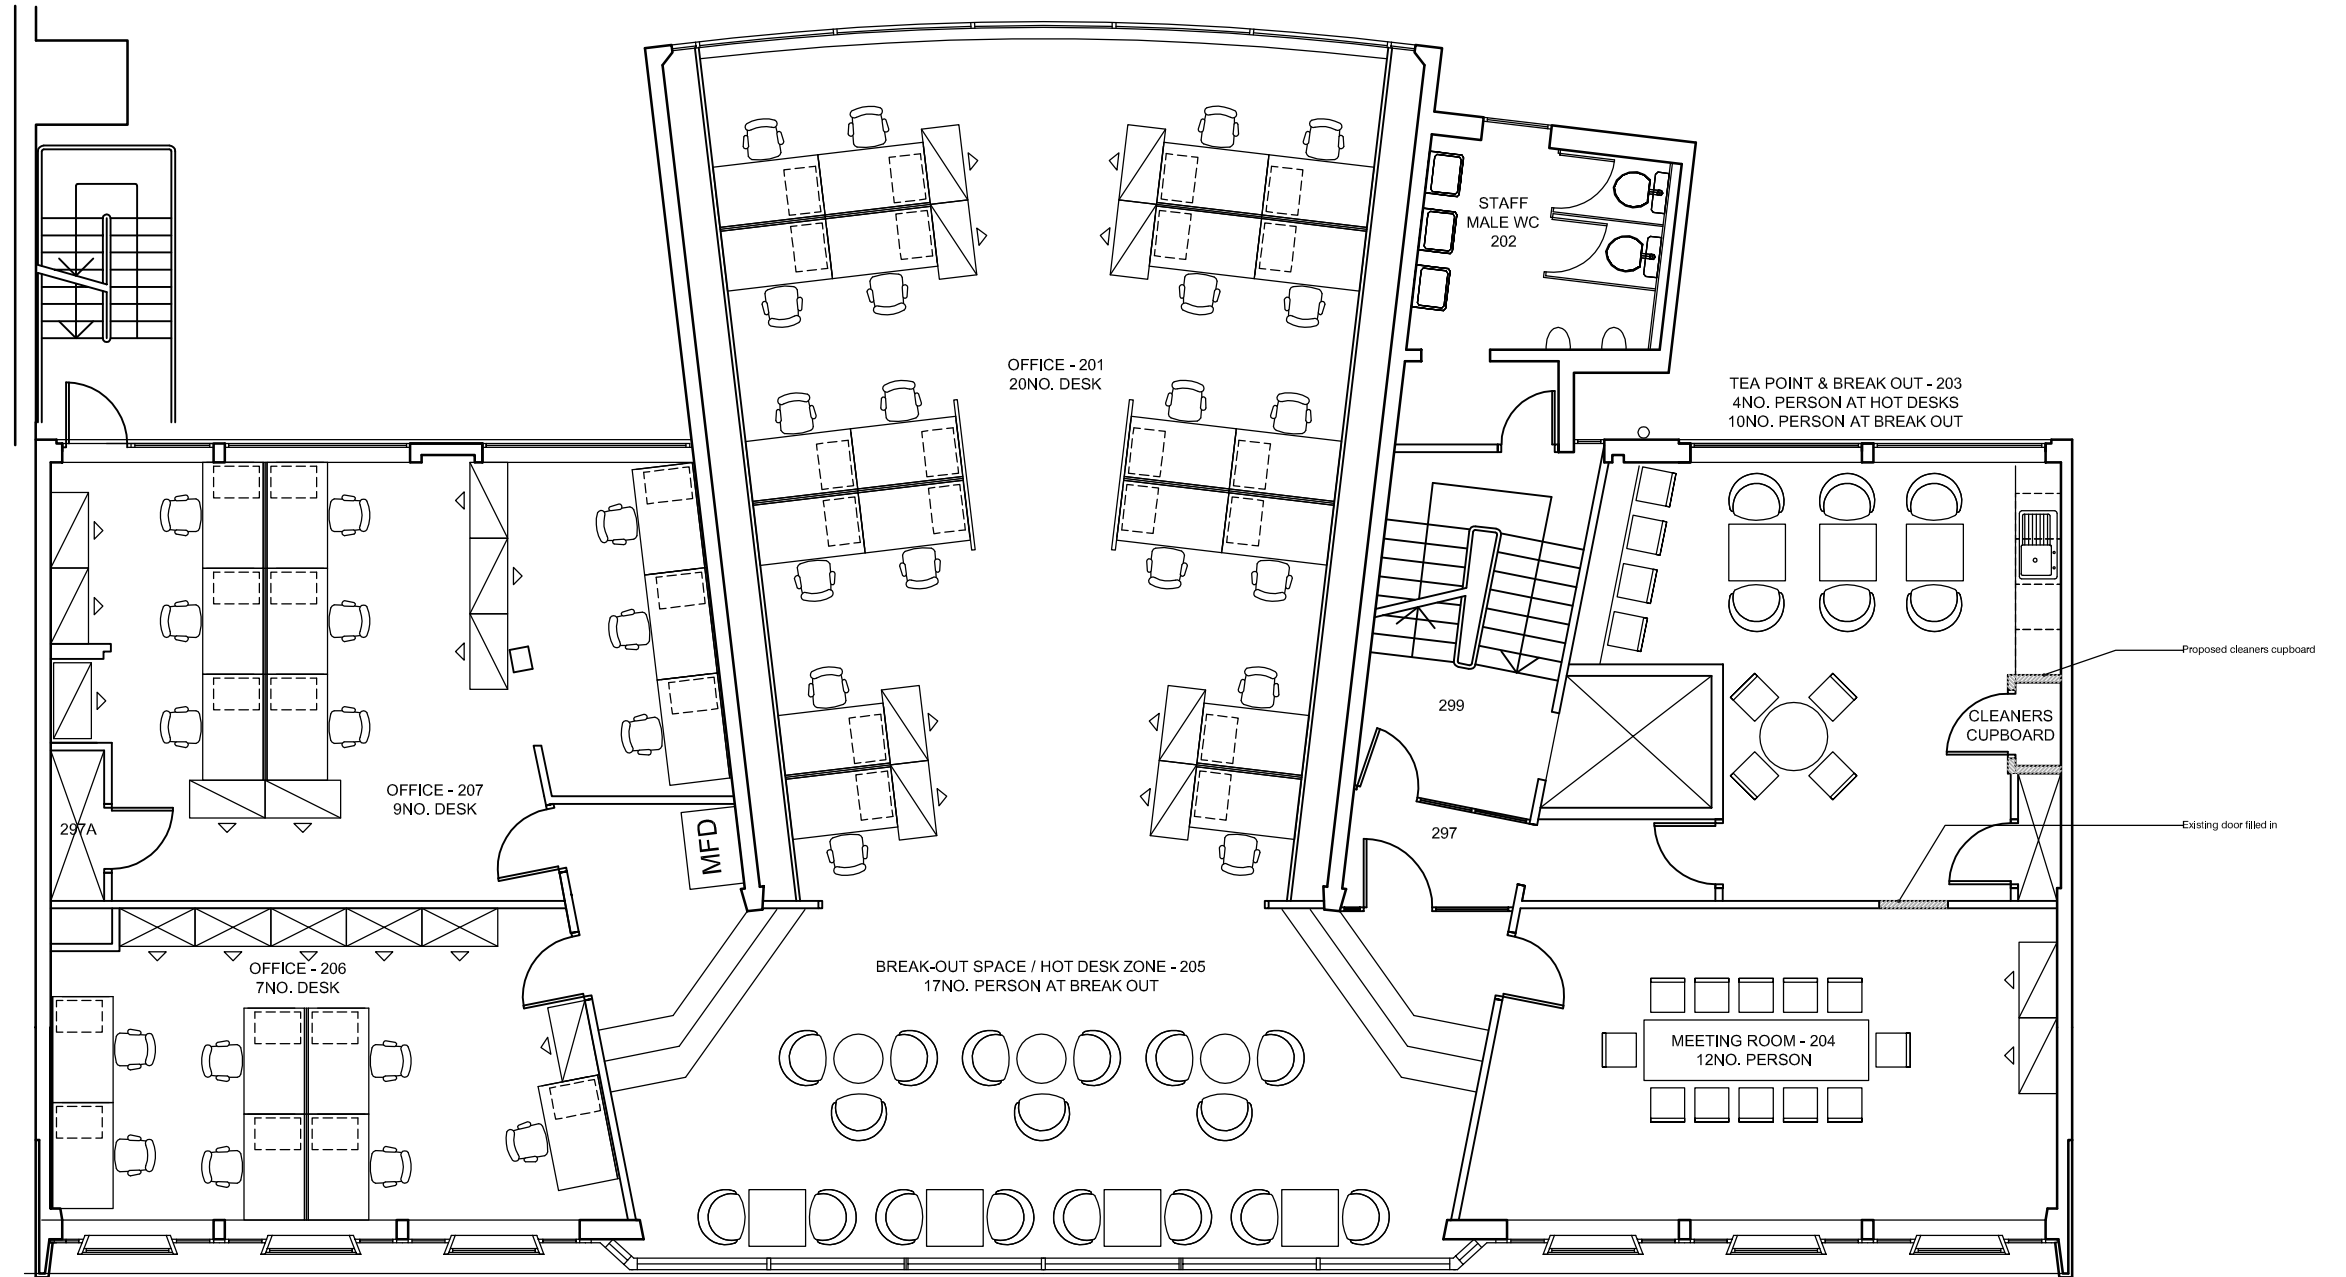 STAFF
MALE WC
202
OFFICE - 201
20NO. DESK
TEA POINT & BREAK OUT - 203
4NO. PERSON AT HOT DESKS
10NO. PERSON AT BREAK OUT
Proposed cleaners cupboard
299
CLEANERS
CUPBOARD
OFFICE - 207
9NO. DESK
297A
MFD
297
Existing door filled in
OFFICE - 206
7NO. DESK
BREAK-OUT SPACE / HOT DESK ZONE - 205
17NO. PERSON AT BREAK OUT
MEETING ROOM - 204
12NO. PERSON